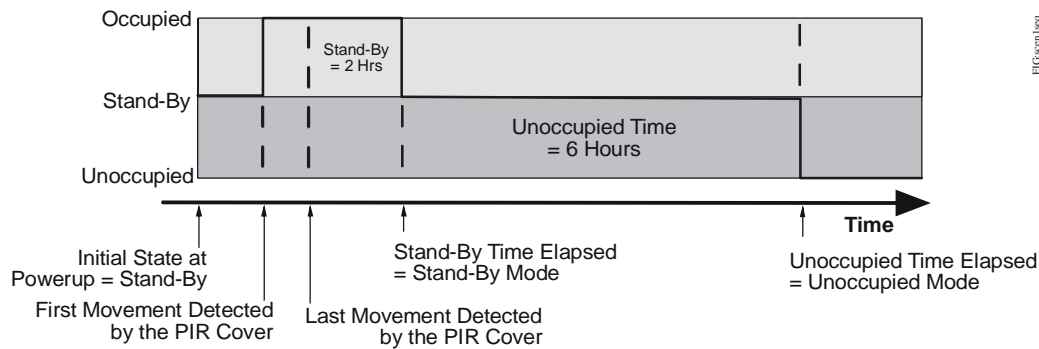 Occupied
Stand-By
= 2 Hrs
Stand-By
Unoccupied Time
= 6 Hours
Unoccupied
Time
Initial State at
Powerup = Stand-By
First Movement Detected
by the PIR Cover
Last Movement Detected
by the PIR Cover
Stand-By Time Elapsed
= Stand-By Mode
Unoccupied Time Elapsed
= Unoccupied Mode